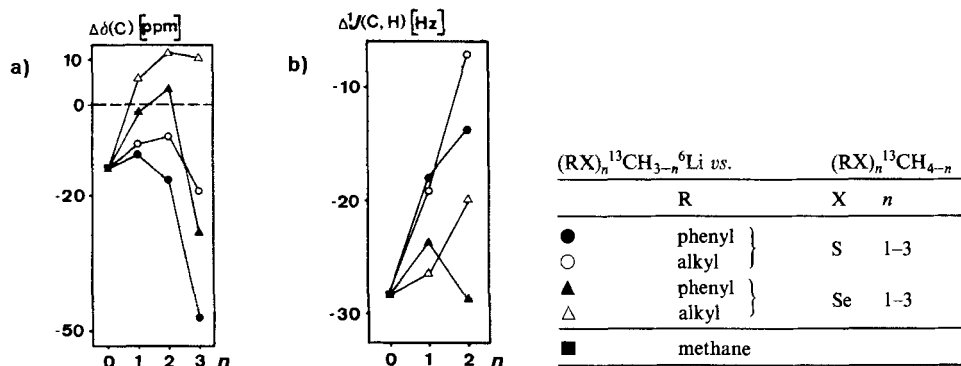 a)
Δδ(C) [ppm]
10
0
-20
-50
0 1 2 3 n
b)
Δ¹J(C, H) [Hz]
-10
-20
-30
0 1 2 n
(RX)ₙ¹³CH₃₋ₙ⁶Li vs. (RX)ₙ¹³CH₄₋ₙ
R X n
● phenyl
○ alkyl
S 1–3
▲ phenyl
△ alkyl
Se 1–3
■ methane